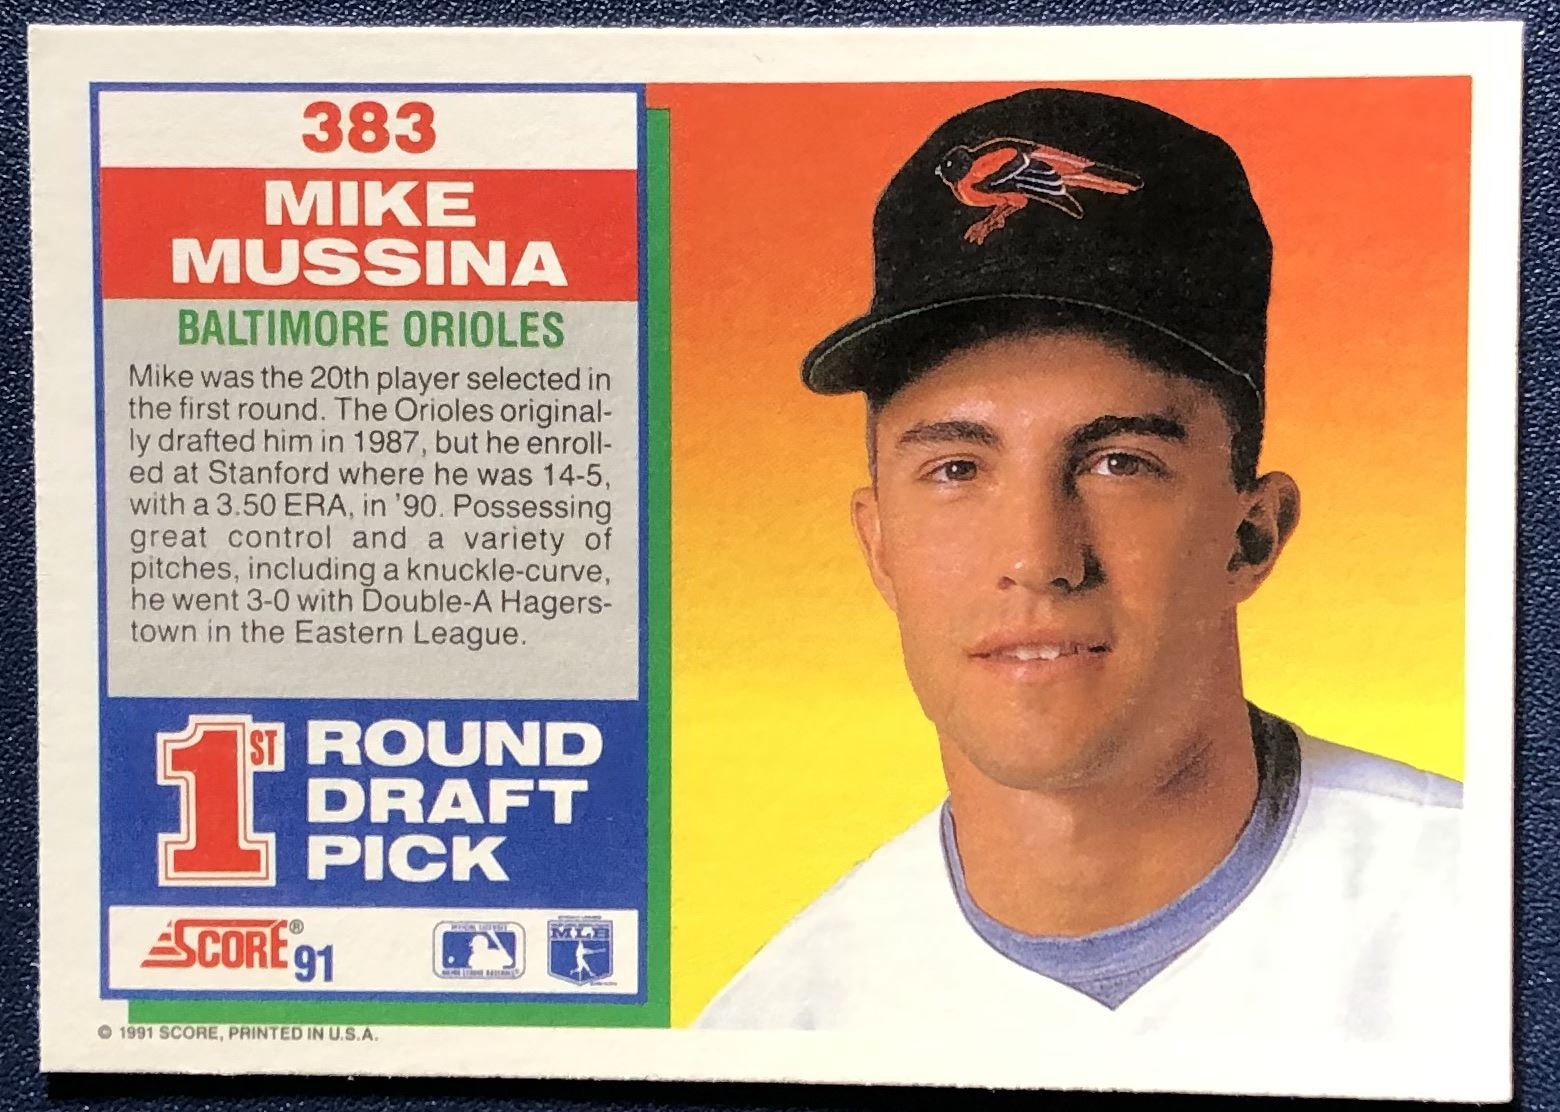 383
MIKE
MUSSINA
BALTIMORE ORIOLES
Mike was the 20th player selected in
the first round. The Orioles original-
ly drafted him in 1987, but he enroll-
ed at Stanford where he was 14-5,
with a 3.50 ERA, in '90. Possessing
great control and a variety of
pitches, including a knuckle-curve,
he went 3-0 with Double-A Hagers-
town in the Eastern League.
1ST
ROUND
DRAFT
PICK
SCORE® 91
MLB
© 1991 SCORE, PRINTED IN U.S.A.